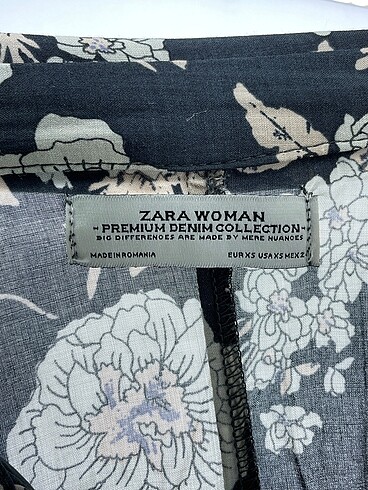 ZARA WOMAN
- PREMIUM DENIM COLLECTION -
BIG DIFFERENCES ARE MADE BY MERE NUANCES
MADE IN ROMANIA EUR XS USA XS MEX 2